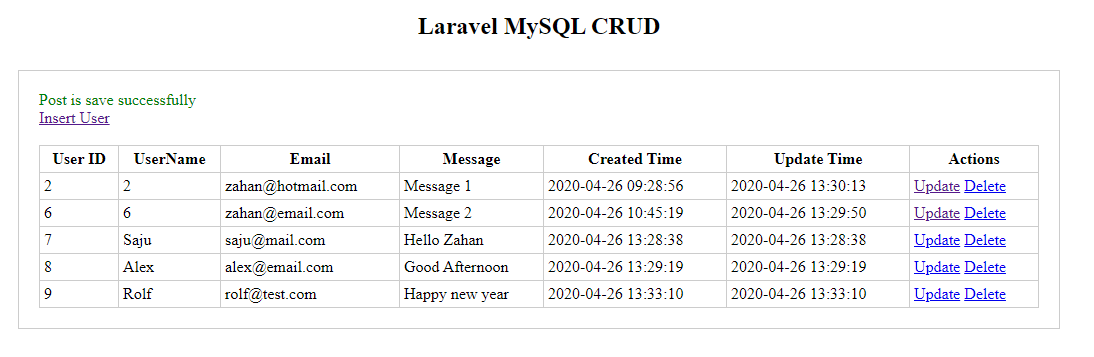 Laravel MySQL CRUD
Post is save successfully
Insert User
User ID UserName Email Message Created Time Update Time Actions
2 2 zahan@hotmail.com Message 1 2020-04-26 09:28:56 2020-04-26 13:30:13 Update Delete
6 6 zahan@email.com Message 2 2020-04-26 10:45:19 2020-04-26 13:29:50 Update Delete
7 Saju saju@mail.com Hello Zahan 2020-04-26 13:28:38 2020-04-26 13:28:38 Update Delete
8 Alex alex@email.com Good Afternoon 2020-04-26 13:29:19 2020-04-26 13:29:19 Update Delete
9 Rolf rolf@test.com Happy new year 2020-04-26 13:33:10 2020-04-26 13:33:10 Update Delete